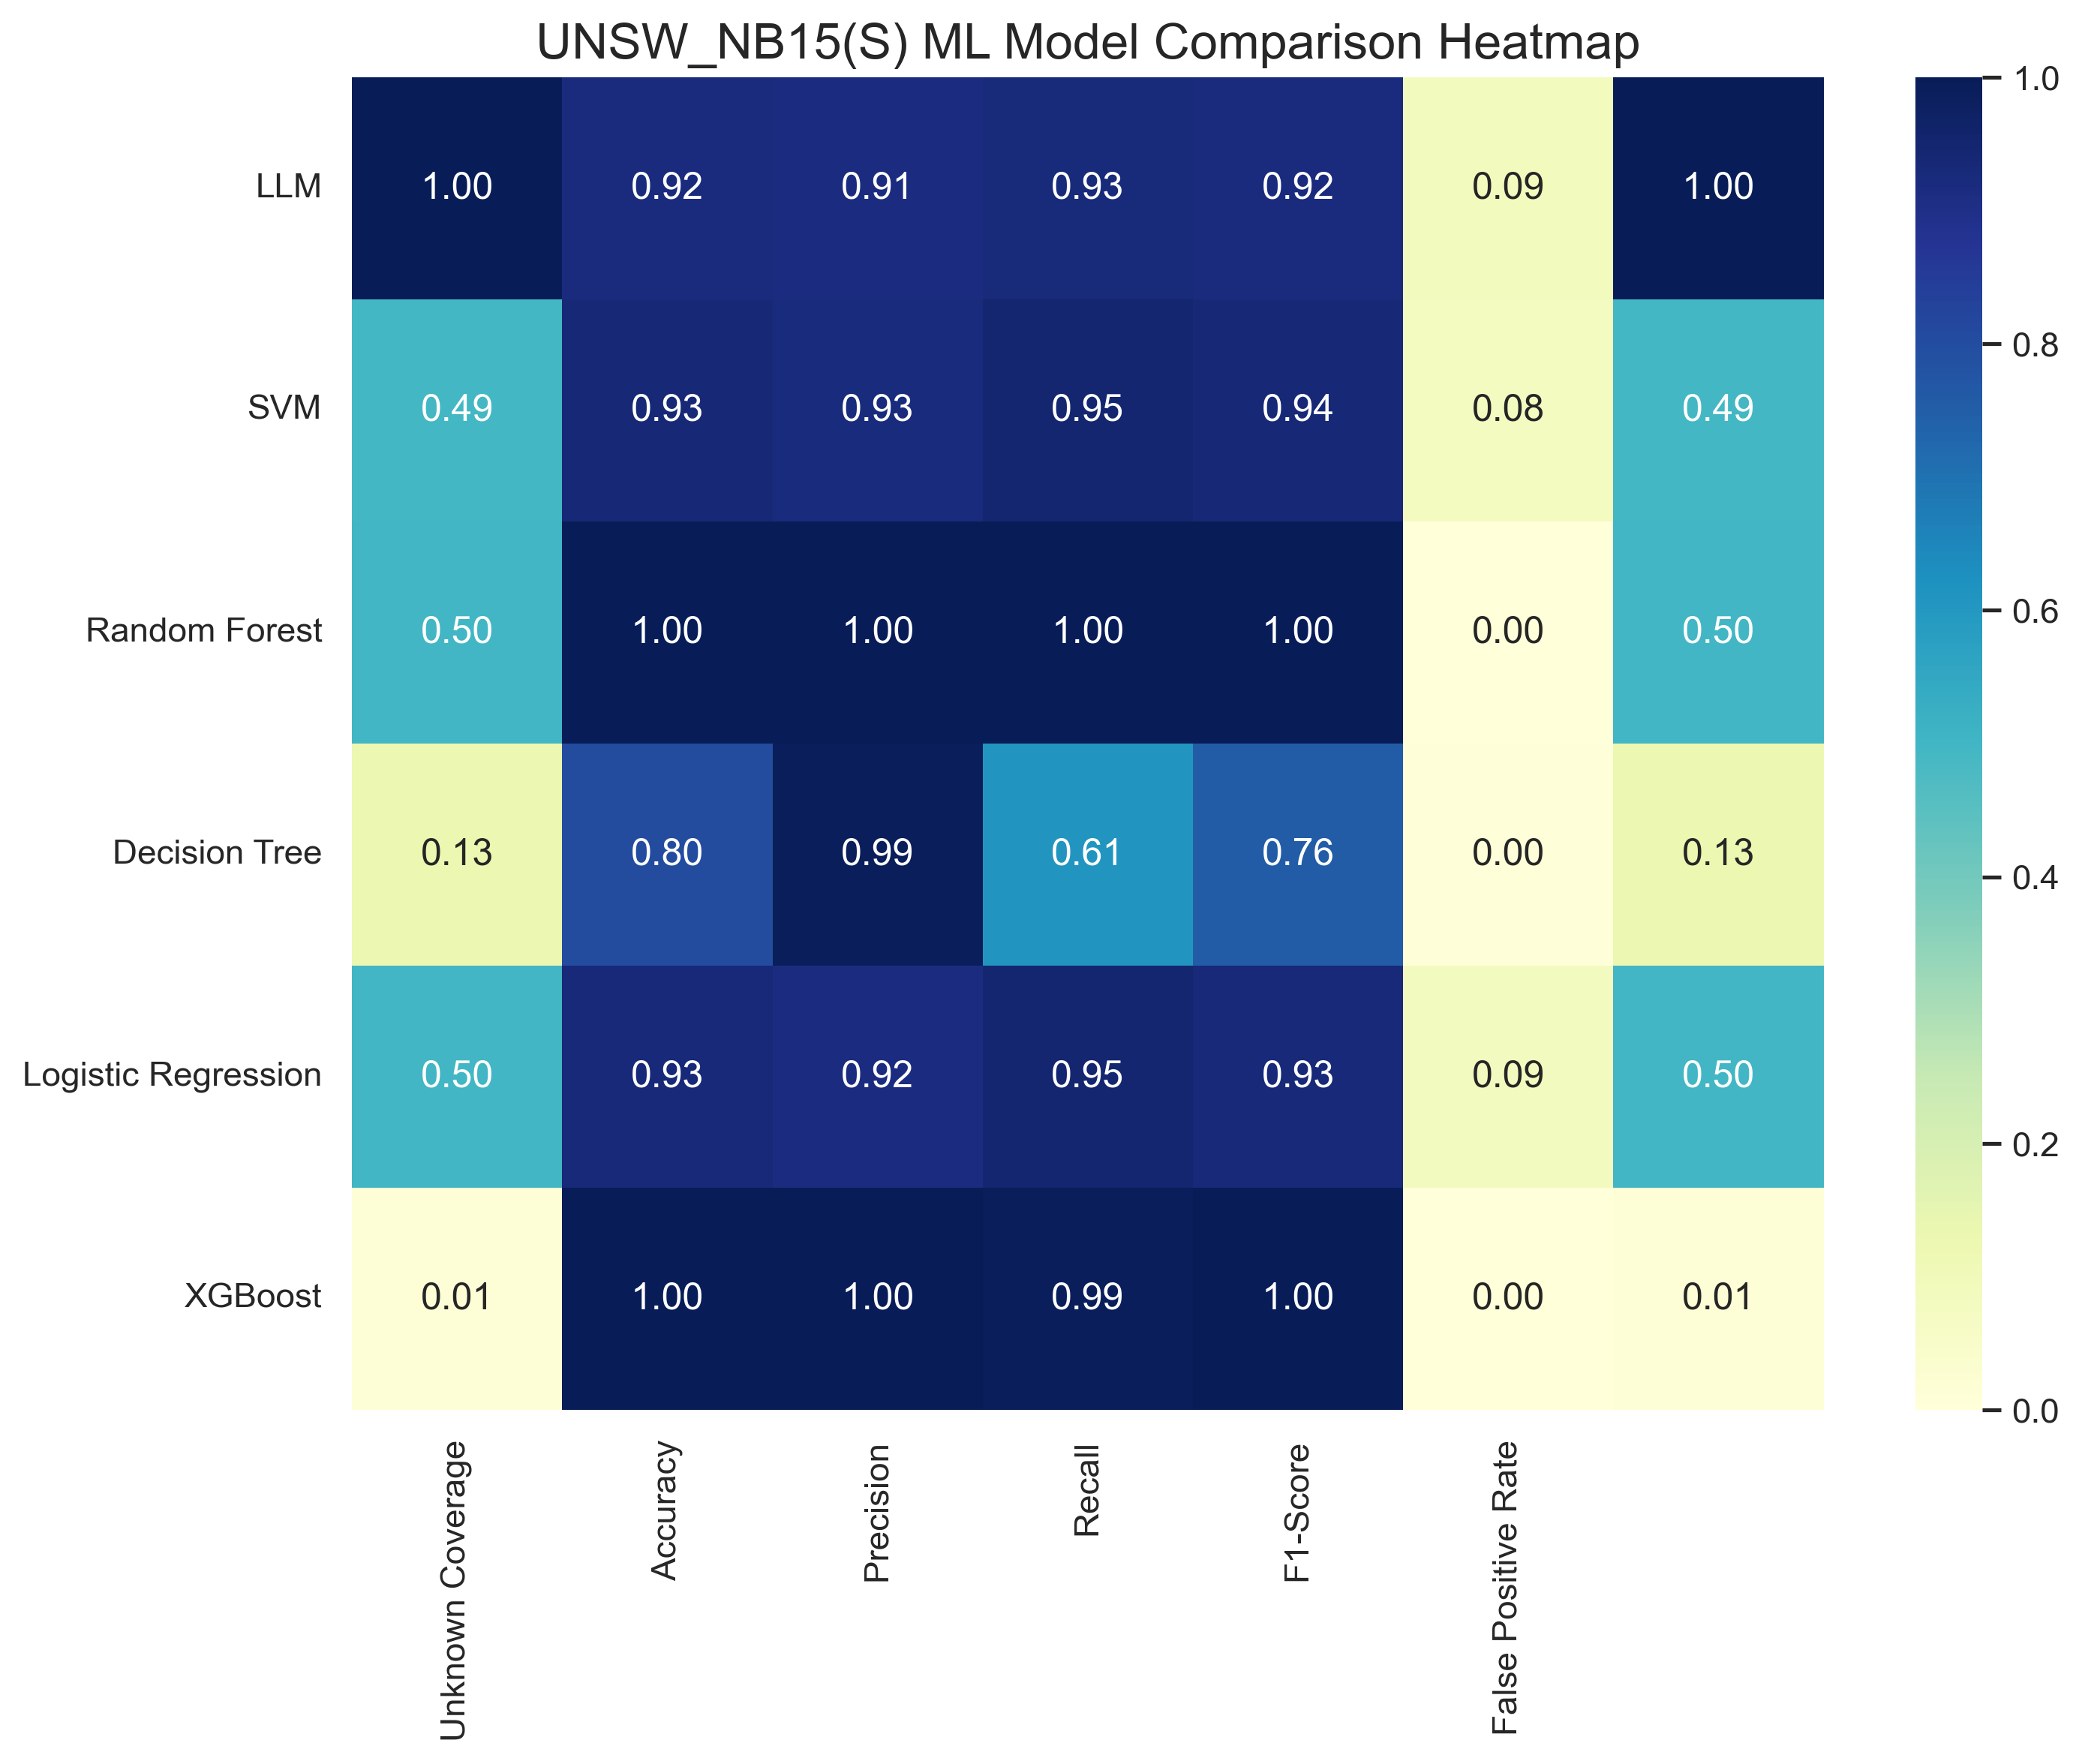 UNSW_NB15(S) ML Model Comparison Heatmap
LLM 1.00 0.92 0.91 0.93 0.92 0.09 1.00
SVM 0.49 0.93 0.93 0.95 0.94 0.08 0.49
Random Forest 0.50 1.00 1.00 1.00 1.00 0.00 0.50
Decision Tree 0.13 0.80 0.99 0.61 0.76 0.00 0.13
Logistic Regression 0.50 0.93 0.92 0.95 0.93 0.09 0.50
XGBoost 0.01 1.00 1.00 0.99 1.00 0.00 0.01
Unknown Coverage
Accuracy
Precision
Recall
F1-Score
False Positive Rate
1.0
0.8
0.6
0.4
0.2
0.0